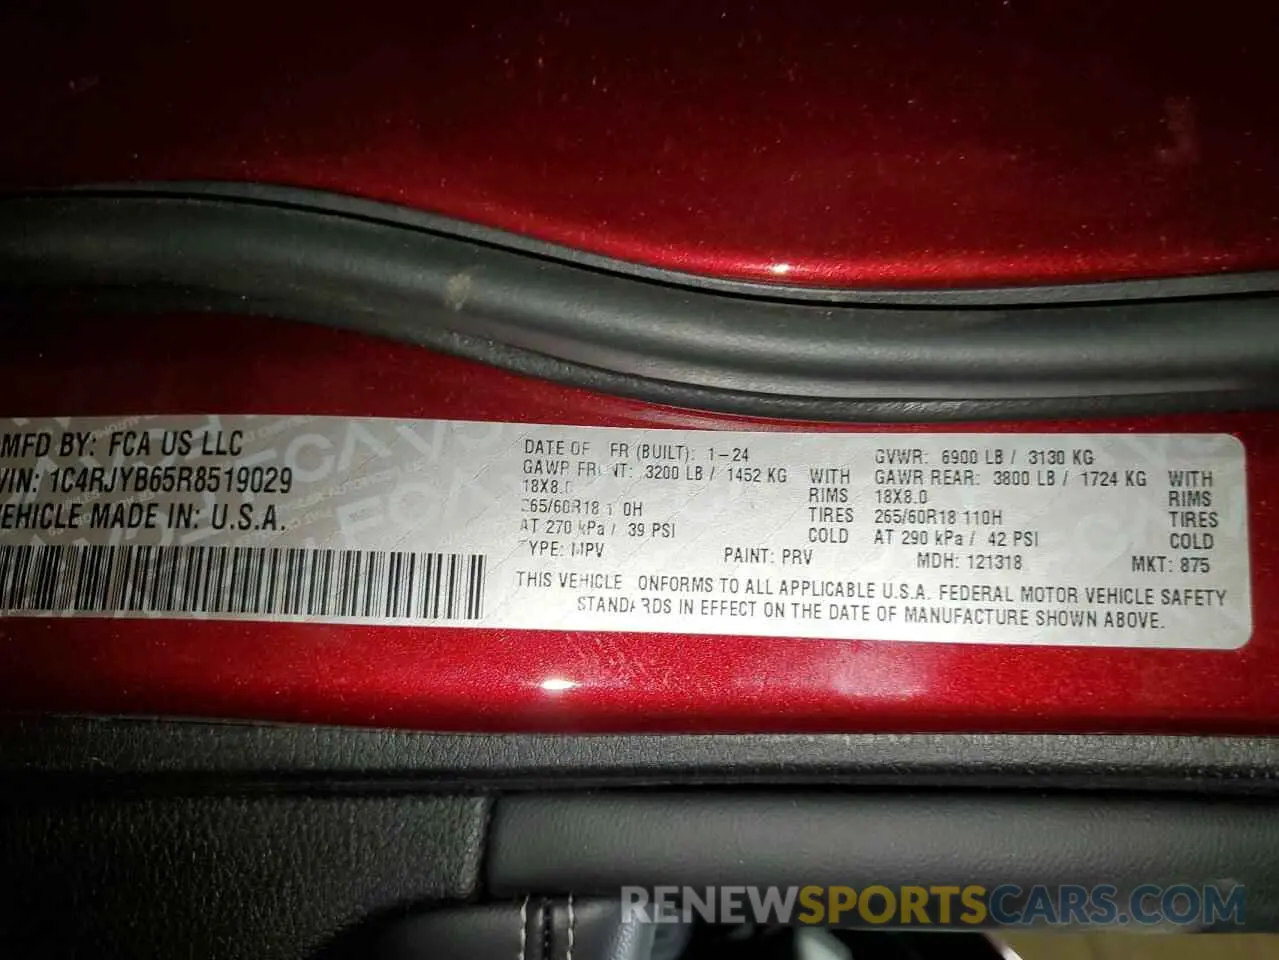 MFD BY: FCA US LLC
VIN: 1C4RJYB65R8519029
VEHICLE MADE IN: U.S.A.
DATE OF FR (BUILT): 1-24
GAWR FR NT: 3200 LB / 1452 KG WITH
18X8.0 RIMS
265/60R18 1 0H TIRES
AT 270 kPa / 39 PSI COLD
TYPE: MPV PAINT: PRV
GVWR: 6900 LB / 3130 KG
GAWR REAR: 3800 LB / 1724 KG WITH
18X8.0 RIMS
265/60R18 110H TIRES
AT 290 kPa / 42 PSI COLD
MDH: 121318 MKT: 875
THIS VEHICLE ONFORMS TO ALL APPLICABLE U.S.A. FEDERAL MOTOR VEHICLE SAFETY
STANDARDS IN EFFECT ON THE DATE OF MANUFACTURE SHOWN ABOVE.
RENEWSPORTSCARS.COM